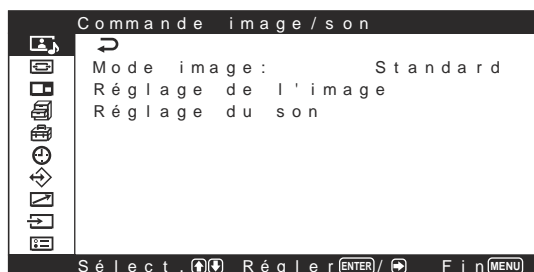 Commande image/son
Mode image: Standard
Réglage de l'image
Réglage du son
Sélect. Régler ENTER / Fin MENU